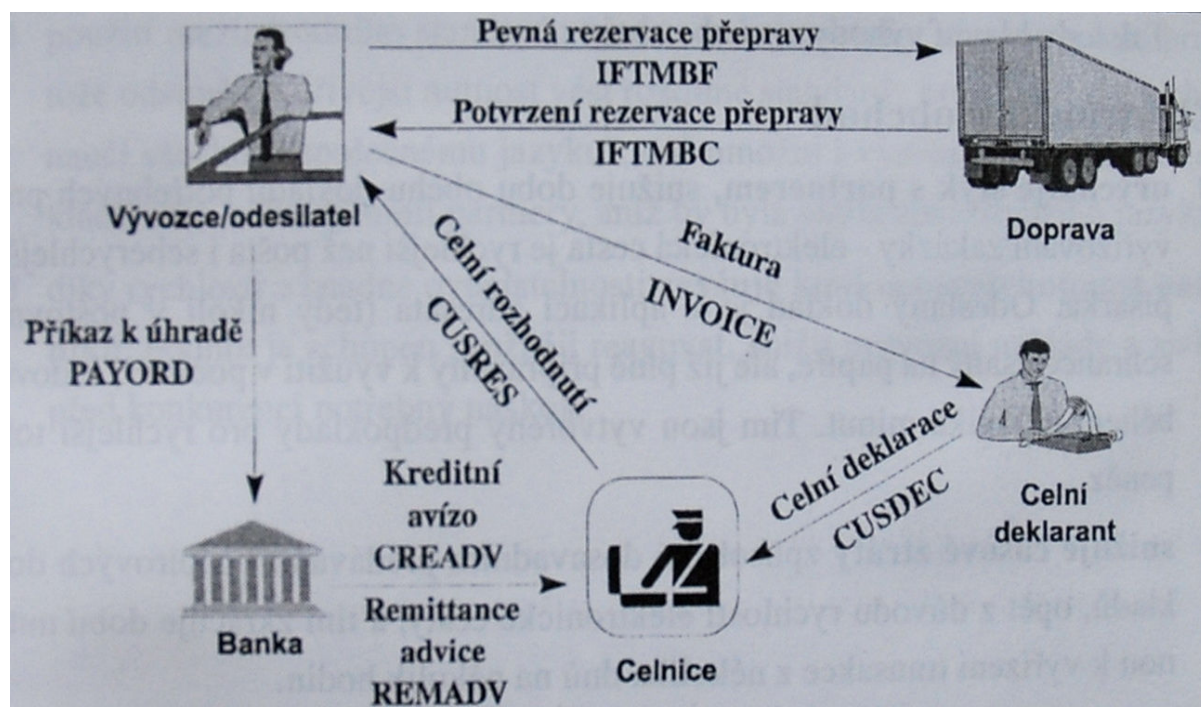 Pevná rezervace přepravy
IFTMBF
Potvrzení rezervace přepravy
IFTMBC
Vývozce/odesilatel
Doprava
Faktura
INVOICE
Celní rozhodnutí
CUSRES
Příkaz k úhradě
PAYORD
Celní deklarace
CUSDEC
Celní
deklarant
Kreditní
avízo
CREADV
Remittance
advice
REMADV
Banka
Celnice